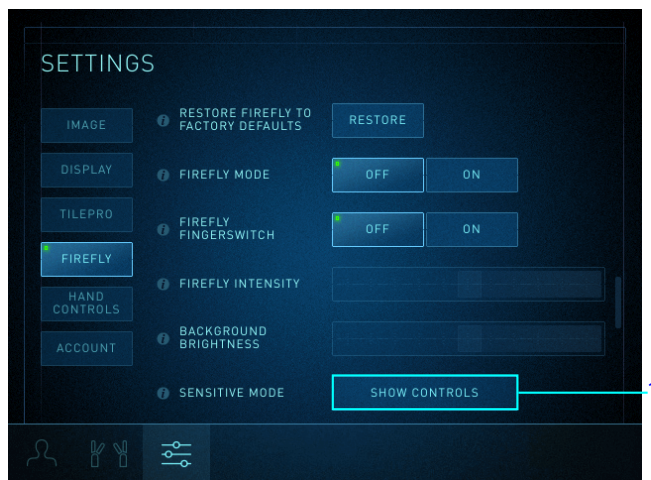 SETTINGS
IMAGE
DISPLAY
TILEPRO
FIREFLY
HAND
CONTROLS
ACCOUNT
RESTORE FIREFLY TO
FACTORY DEFAULTS
RESTORE
FIREFLY MODE
OFF
ON
FIREFLY
FINGERSWITCH
OFF
ON
FIREFLY INTENSITY
BACKGROUND
BRIGHTNESS
SENSITIVE MODE
SHOW CONTROLS